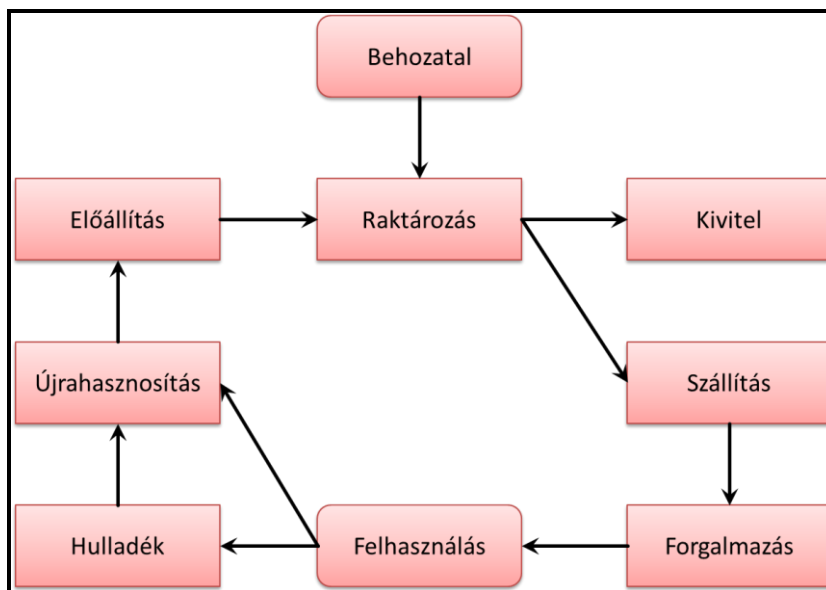 Behozatal
Előállítás
Raktározás
Kivitel
Újrahasznosítás
Szállítás
Hulladék
Felhasználás
Forgalmazás